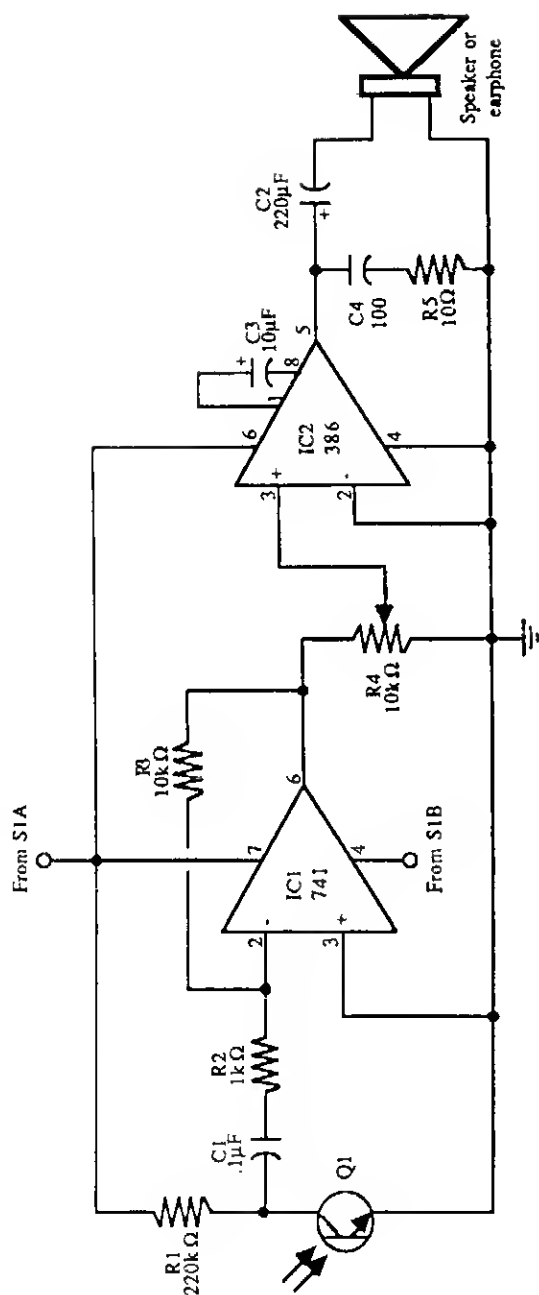 From S1A
R1
220kΩ
C1
.1µF
R2
1kΩ
R3
10kΩ
Q1
2
3
-
+
7
IC1
741
6
4
From S1B
R4
10kΩ
3
2
+
-
6
1
8
+
C3
10µF
IC2
386
5
4
C2
220µF
+
C4
100
R5
10Ω
Speaker or
earphone